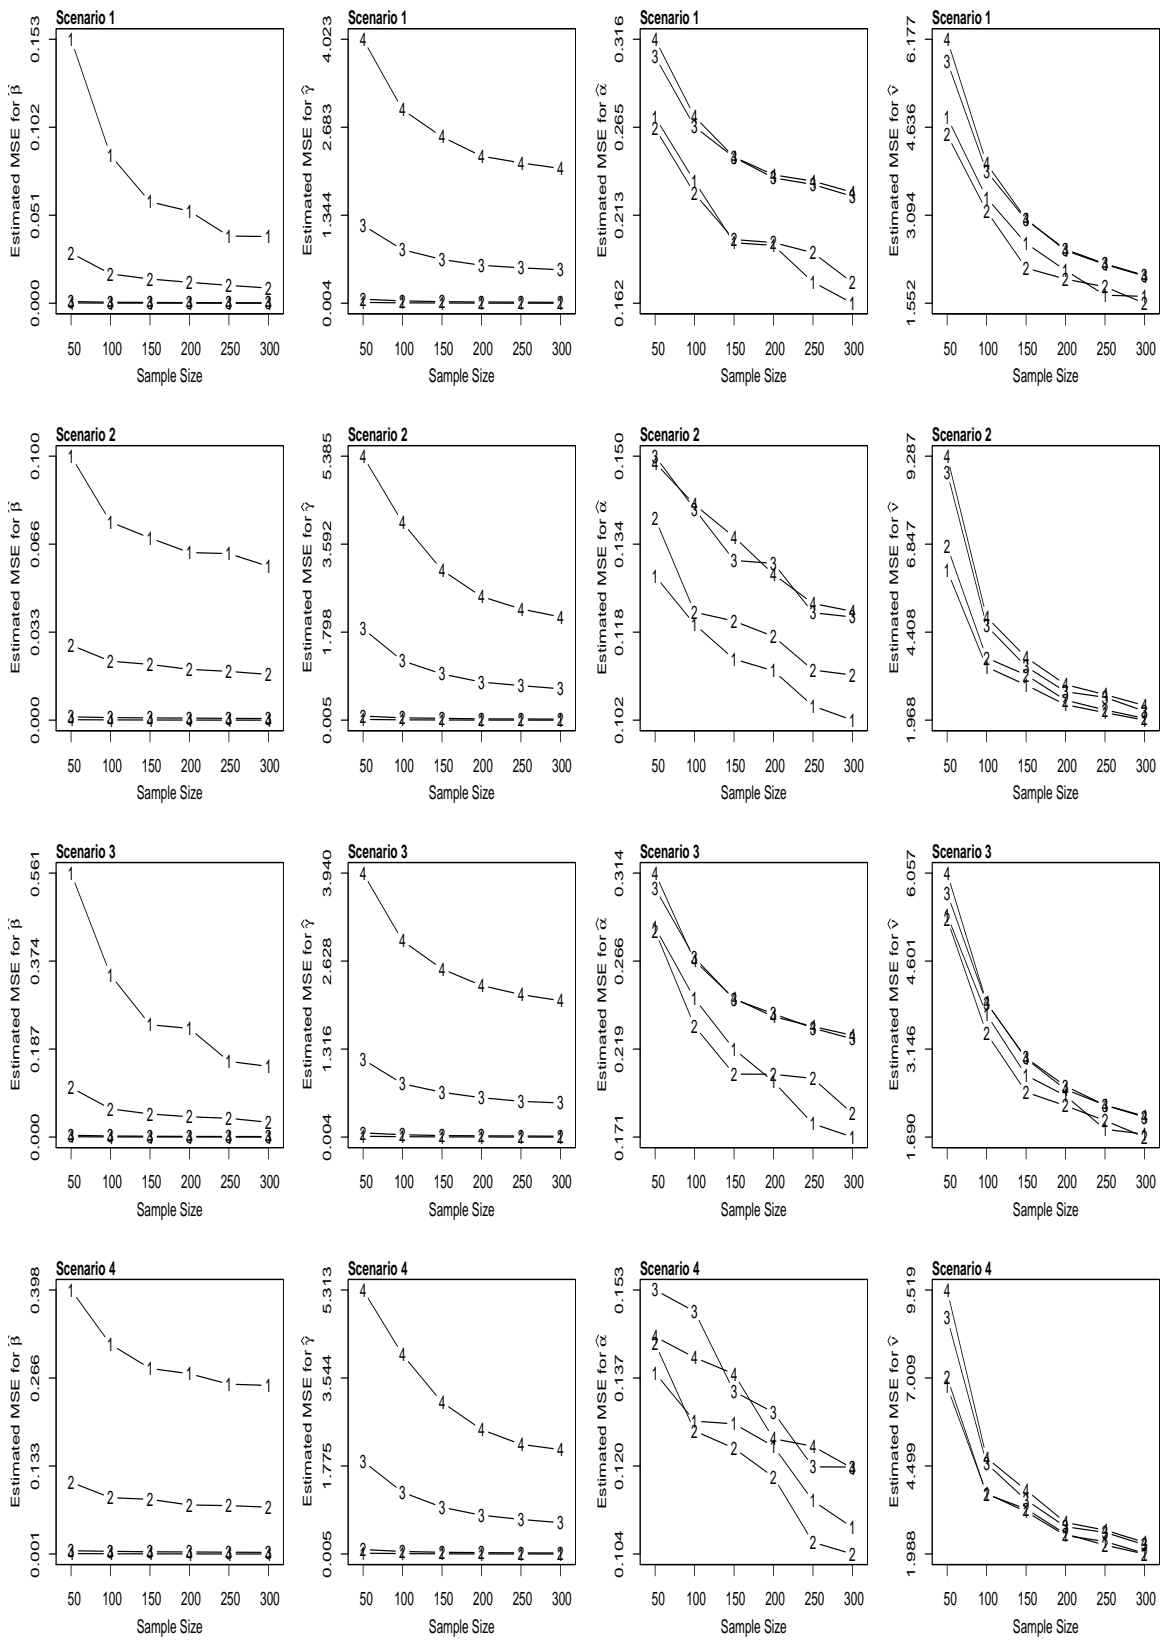 Scenario 1
Estimated MSE for β̂
0.153
0.102
0.051
0.000
50 100 150 200 250 300
Sample Size
Scenario 1
Estimated MSE for γ̂
4.023
2.683
1.344
0.004
50 100 150 200 250 300
Sample Size
Scenario 1
Estimated MSE for α̂
0.316
0.265
0.213
0.162
50 100 150 200 250 300
Sample Size
Scenario 1
Estimated MSE for ν̂
6.177
4.636
3.094
1.552
50 100 150 200 250 300
Sample Size
Scenario 2
Estimated MSE for β̂
0.100
0.066
0.033
0.000
50 100 150 200 250 300
Sample Size
Scenario 2
Estimated MSE for γ̂
5.385
3.592
1.798
0.005
50 100 150 200 250 300
Sample Size
Scenario 2
Estimated MSE for α̂
0.150
0.134
0.118
0.102
50 100 150 200 250 300
Sample Size
Scenario 2
Estimated MSE for ν̂
9.287
6.847
4.408
1.968
50 100 150 200 250 300
Sample Size
Scenario 3
Estimated MSE for β̂
0.561
0.374
0.187
0.000
50 100 150 200 250 300
Sample Size
Scenario 3
Estimated MSE for γ̂
3.940
2.628
1.316
0.004
50 100 150 200 250 300
Sample Size
Scenario 3
Estimated MSE for α̂
0.314
0.266
0.219
0.171
50 100 150 200 250 300
Sample Size
Scenario 3
Estimated MSE for ν̂
6.057
4.601
3.146
1.690
50 100 150 200 250 300
Sample Size
Scenario 4
Estimated MSE for β̂
0.398
0.266
0.133
0.001
50 100 150 200 250 300
Sample Size
Scenario 4
Estimated MSE for γ̂
5.313
3.544
1.775
0.005
50 100 150 200 250 300
Sample Size
Scenario 4
Estimated MSE for α̂
0.153
0.137
0.120
0.104
50 100 150 200 250 300
Sample Size
Scenario 4
Estimated MSE for ν̂
9.519
7.009
4.499
1.988
50 100 150 200 250 300
Sample Size